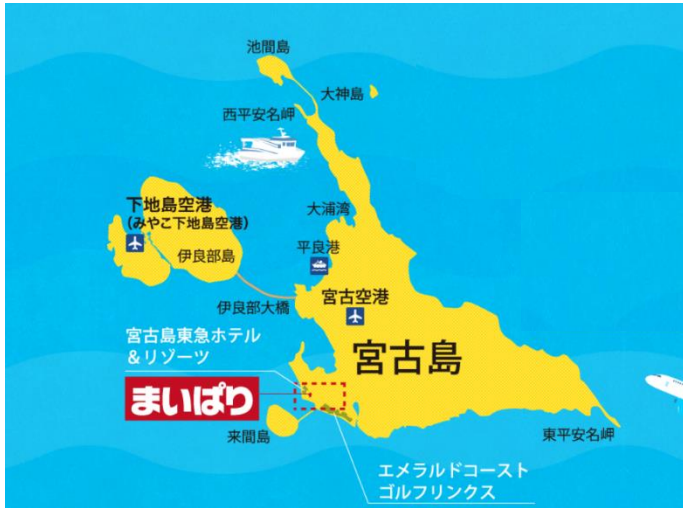 池間島
大神島
西平安名岬
大浦湾
下地島空港
(みやこ下地島空港)
平良港
伊良部島
宮古空港
伊良部大橋
宮古島東急ホテル
&リゾーツ
宮古島
まいぱり
来間島
東平安名岬
エメラルドコースト
ゴルフリンクス